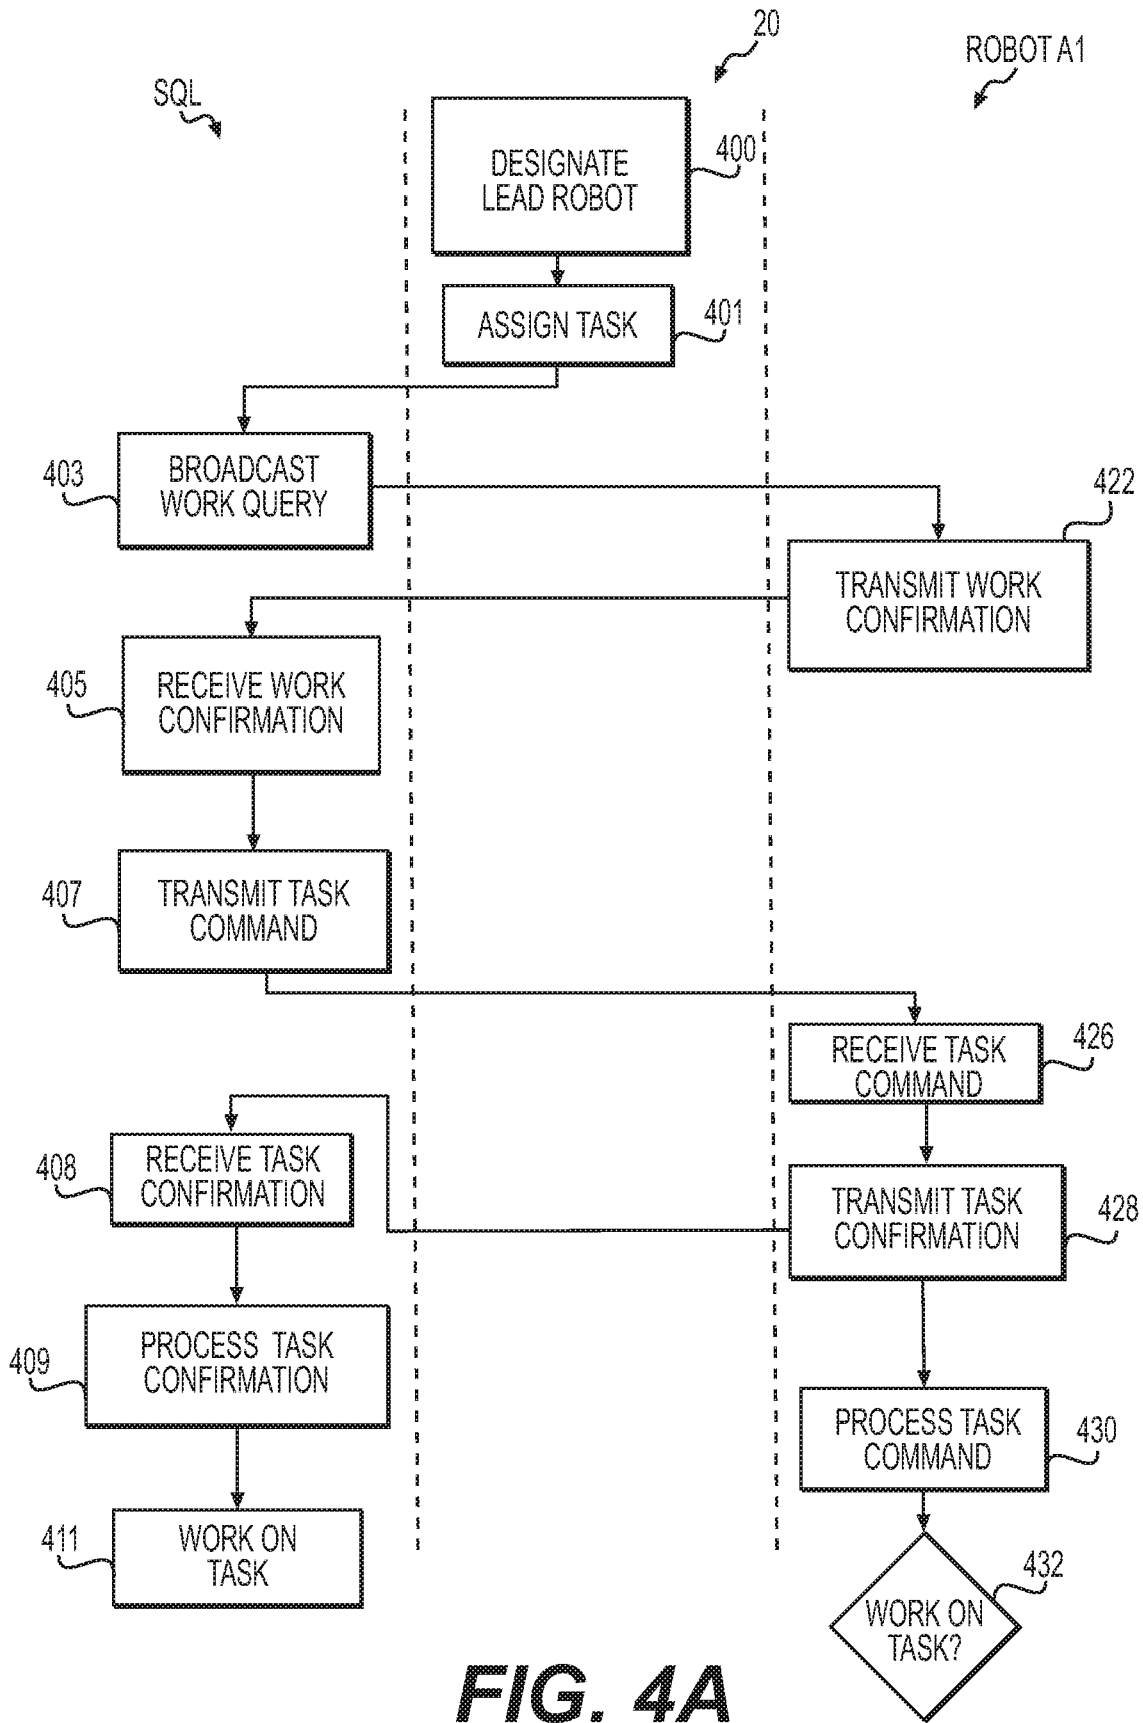 20
ROBOT A1
SQL
DESIGNATE
LEAD ROBOT
400
ASSIGN TASK
401
403
BROADCAST
WORK QUERY
422
TRANSMIT WORK
CONFIRMATION
405
RECEIVE WORK
CONFIRMATION
407
TRANSMIT TASK
COMMAND
RECEIVE TASK
COMMAND
426
408
RECEIVE TASK
CONFIRMATION
TRANSMIT TASK
CONFIRMATION
428
409
PROCESS TASK
CONFIRMATION
PROCESS TASK
COMMAND
430
411
WORK ON
TASK
432
WORK ON
TASK?
FIG. 4A